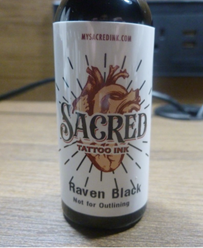 MYSACREDINK.COM
SACRED
TATTOO INK
Raven Black
Not for Outlining